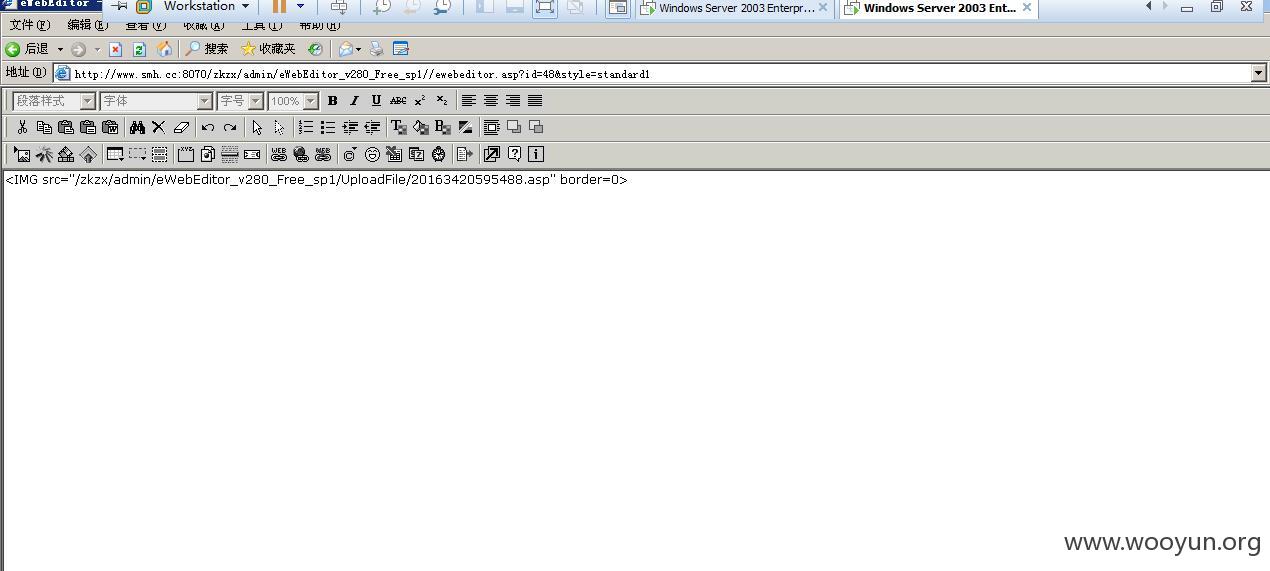 eWebEditor -
Workstation
Windows Server 2003 Enterpr...
Windows Server 2003 Ent...
文件(F) 编辑(E) 查看(V) 收藏(A) 工具(T) 帮助(H)
后退 搜索 收藏夹
地址(D) http://www.smh.cc:8070/zkzx/admin/eWebEditor_v280_Free_sp1//ewebeditor.asp?id=48&style=standard1
段落样式 字体 字号 100% B I U ABC x² x₂
<IMG src="/zkzx/admin/eWebEditor_v280_Free_sp1/UploadFile/20163420595488.asp" border=0>
www.wooyun.org